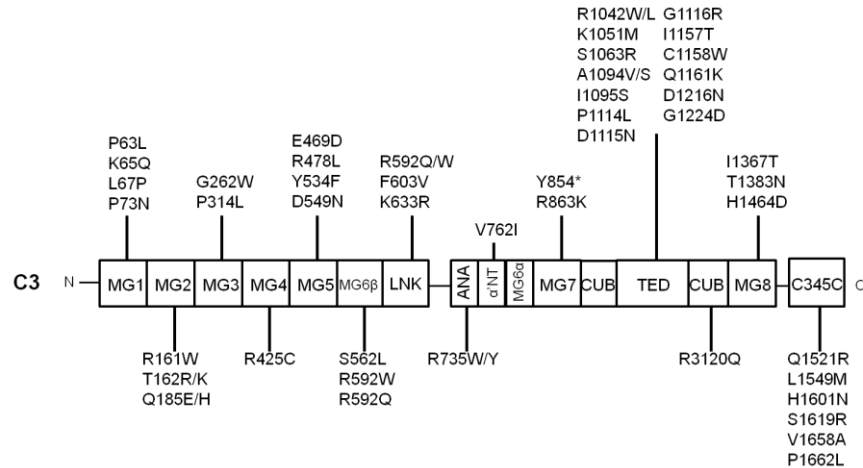 R1042W/L G1116R
K1051M I1157T
S1063R C1158W
A1094V/S Q1161K
I1095S D1216N
P1114L G1224D
D1115N
P63L
K65Q
L67P
P73N
G262W
P314L
E469D
R478L
Y534F
D549N
R592Q/W
F603V
K633R
V762I
Y854*
R863K
I1367T
T1383N
H1464D
C3 N MG1 MG2 MG3 MG4 MG5 MG6β LNK ANA α'NT MG6α MG7 CUB TED CUB MG8 C345C C
R161W
T162R/K
Q185E/H
R425C
S562L
R592W
R592Q
R735W/Y
R3120Q
Q1521R
L1549M
H1601N
S1619R
V1658A
P1662L